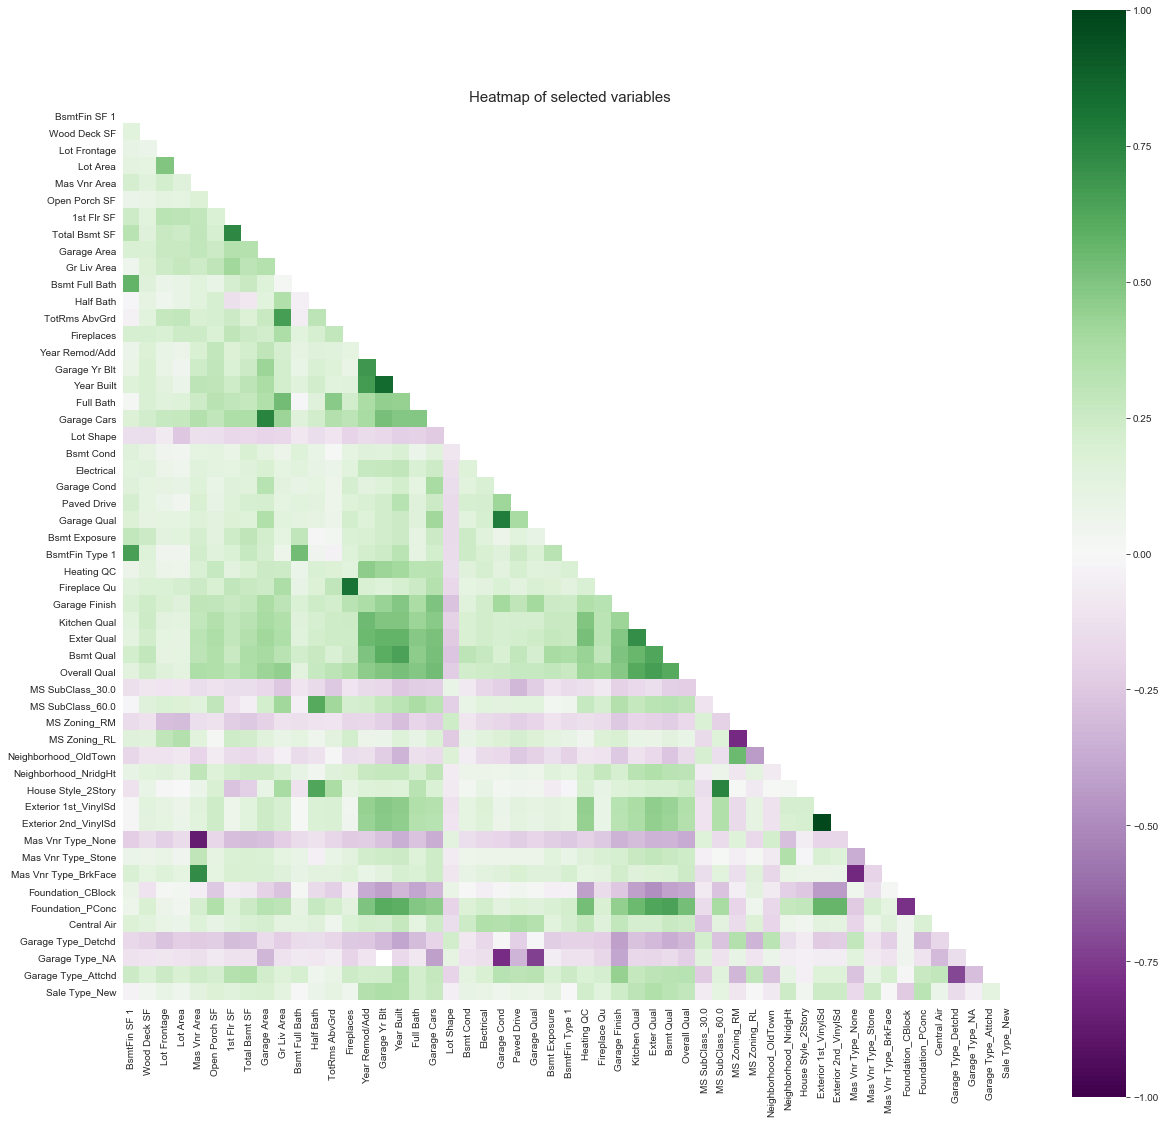 Heatmap of selected variables
BsmtFin SF 1
Wood Deck SF
Lot Frontage
Lot Area
Mas Vnr Area
Open Porch SF
1st Flr SF
Total Bsmt SF
Garage Area
Gr Liv Area
Bsmt Full Bath
Half Bath
TotRms AbvGrd
Fireplaces
Year Remod/Add
Garage Yr Blt
Year Built
Full Bath
Garage Cars
Lot Shape
Bsmt Cond
Electrical
Garage Cond
Paved Drive
Garage Qual
Bsmt Exposure
BsmtFin Type 1
Heating QC
Fireplace Qu
Garage Finish
Kitchen Qual
Exter Qual
Bsmt Qual
Overall Qual
MS SubClass_30.0
MS SubClass_60.0
MS Zoning_RM
MS Zoning_RL
Neighborhood_OldTown
Neighborhood_NridgHt
House Style_2Story
Exterior 1st_VinylSd
Exterior 2nd_VinylSd
Mas Vnr Type_None
Mas Vnr Type_Stone
Mas Vnr Type_BrkFace
Foundation_CBlock
Foundation_PConc
Central Air
Garage Type_Detchd
Garage Type_NA
Garage Type_Attchd
Sale Type_New
BsmtFin SF 1
Wood Deck SF
Lot Frontage
Lot Area
Mas Vnr Area
Open Porch SF
1st Flr SF
Total Bsmt SF
Garage Area
Gr Liv Area
Bsmt Full Bath
Half Bath
TotRms AbvGrd
Fireplaces
Year Remod/Add
Garage Yr Blt
Year Built
Full Bath
Garage Cars
Lot Shape
Bsmt Cond
Electrical
Garage Cond
Paved Drive
Garage Qual
Bsmt Exposure
BsmtFin Type 1
Heating QC
Fireplace Qu
Garage Finish
Kitchen Qual
Exter Qual
Bsmt Qual
Overall Qual
MS SubClass_30.0
MS SubClass_60.0
MS Zoning_RM
MS Zoning_RL
Neighborhood_OldTown
Neighborhood_NridgHt
House Style_2Story
Exterior 1st_VinylSd
Exterior 2nd_VinylSd
Mas Vnr Type_None
Mas Vnr Type_Stone
Mas Vnr Type_BrkFace
Foundation_CBlock
Foundation_PConc
Central Air
Garage Type_Detchd
Garage Type_NA
Garage Type_Attchd
Sale Type_New
1.00
0.75
0.50
0.25
0.00
−0.25
−0.50
−0.75
−1.00